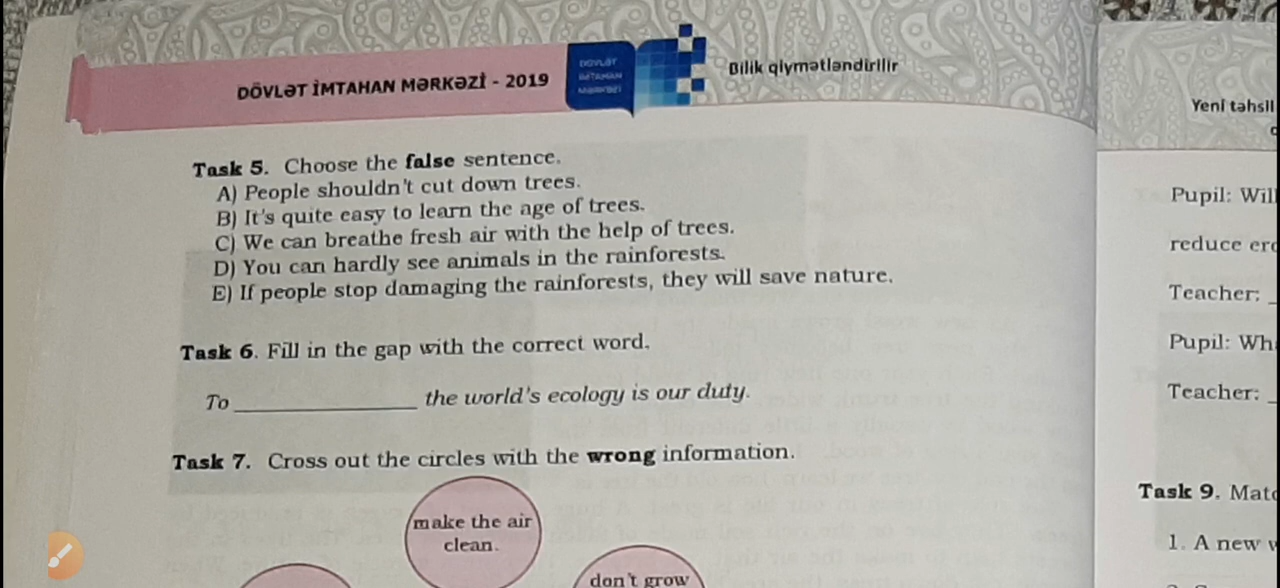 DÖVLƏT İMTAHAN MƏRKƏZİ - 2019
DÖVLƏT
İMTAHAN
MƏRKƏZİ
Bilik qiymətləndirilir
Task 5. Choose the false sentence.
A) People shouldn't cut down trees.
B) It's quite easy to learn the age of trees.
C) We can breathe fresh air with the help of trees.
D) You can hardly see animals in the rainforests.
E) If people stop damaging the rainforests, they will save nature.
Task 6. Fill in the gap with the correct word.
To ________________ the world's ecology is our duty.
Task 7. Cross out the circles with the wrong information.
make the air
clean.
don't grow
Yeni təhsil
Pupil: Will
reduce
Teacher: _
Pupil:
Teacher: _
Task 9.
1. A new